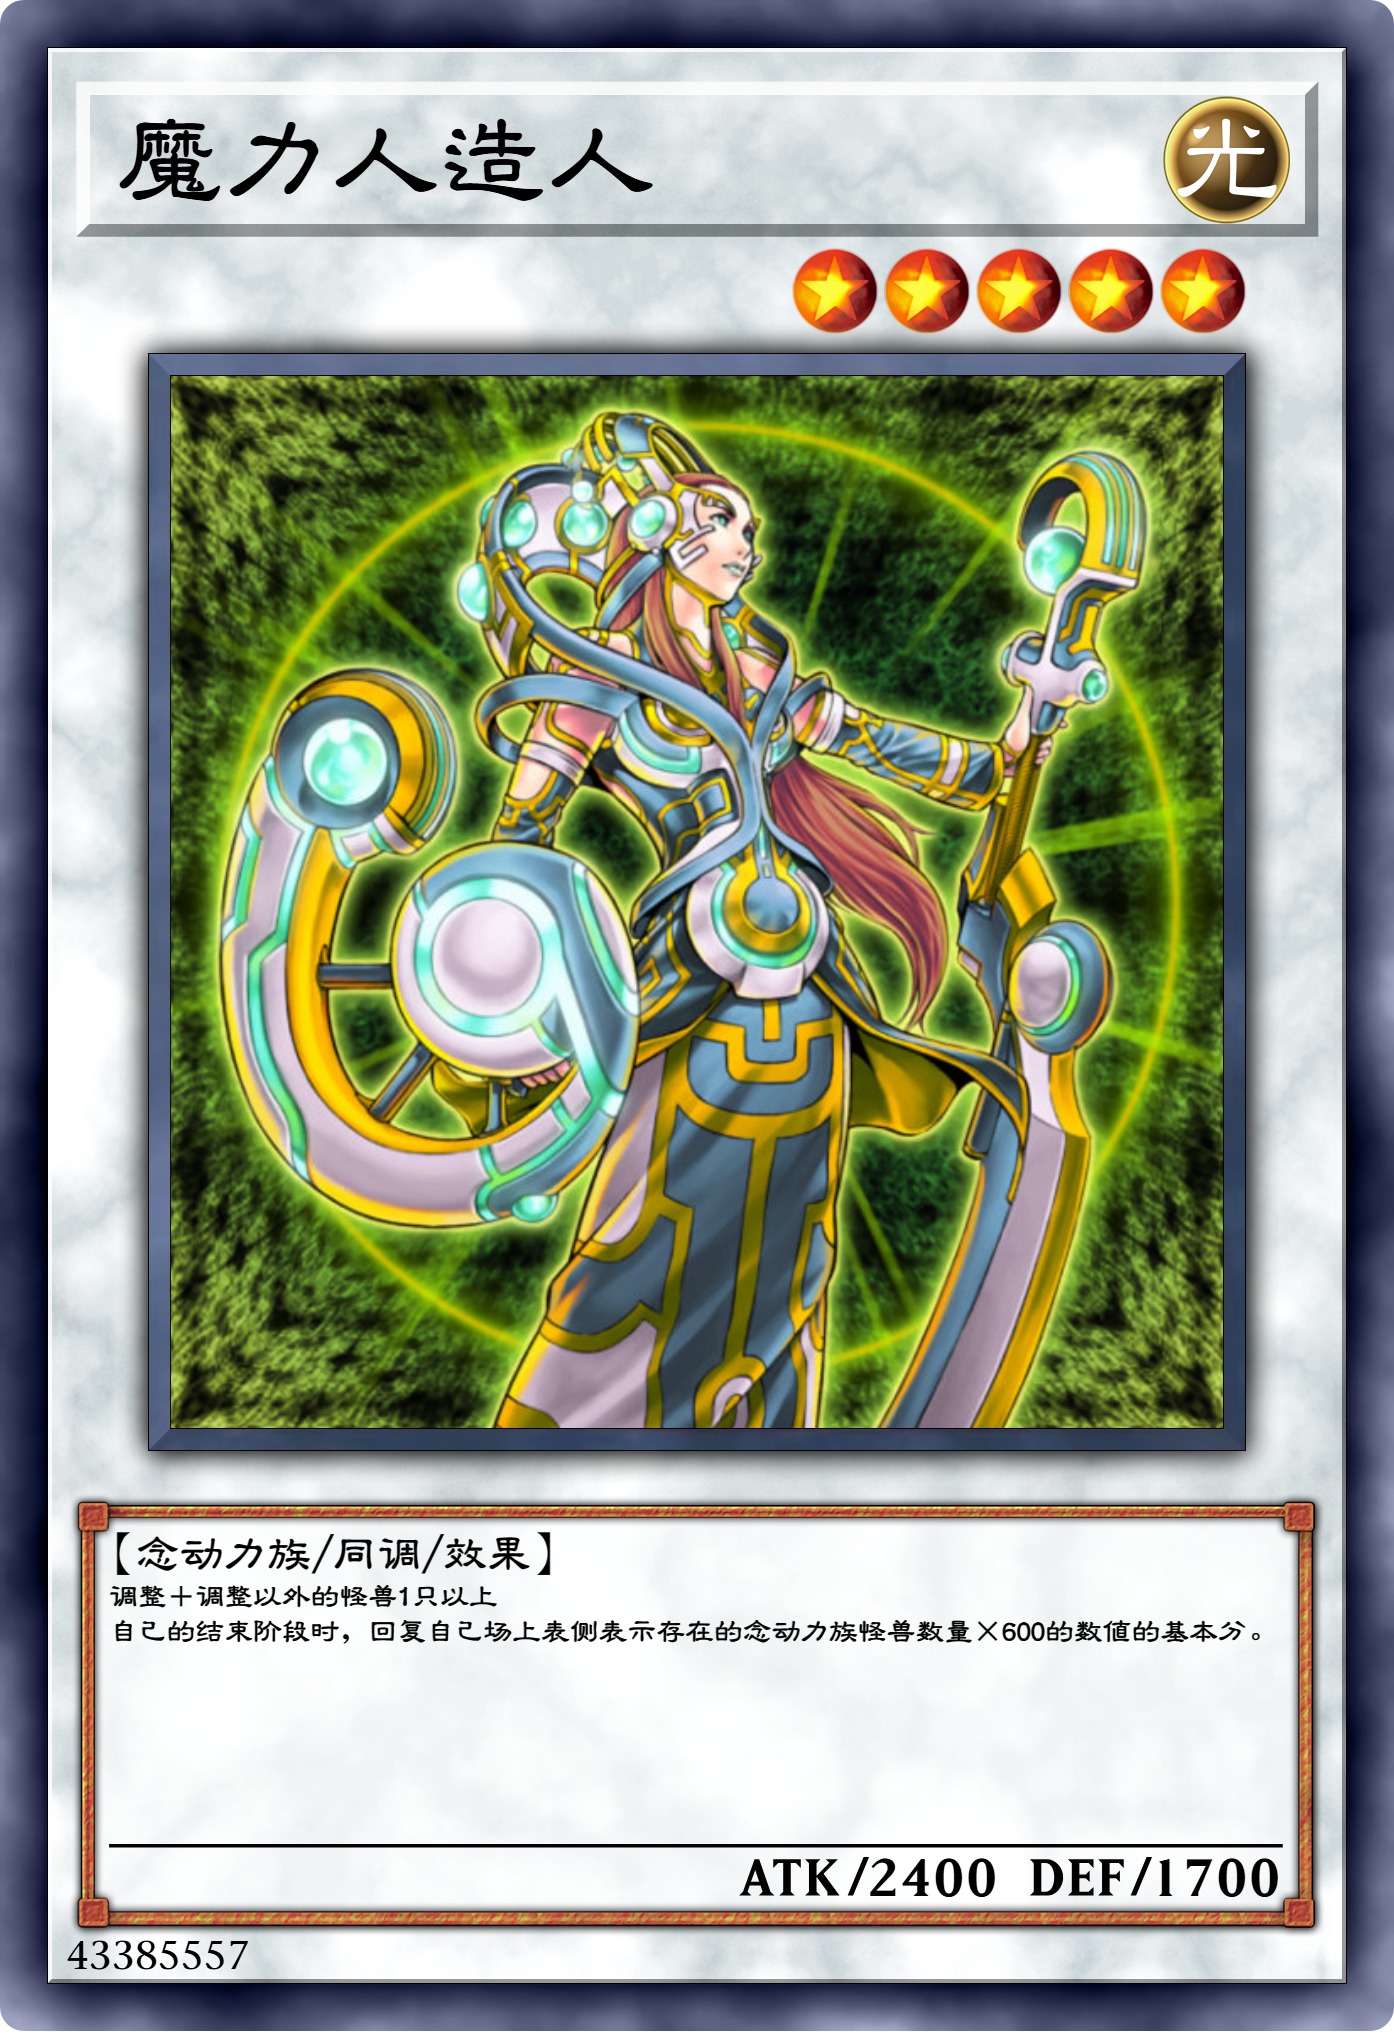 魔力人造人
光
【念动力族/同调/效果】
调整＋调整以外的怪兽1只以上
自己的结束阶段时，回复自己场上表侧表示存在的念动力族怪兽数量×600的数值的基本分。
ATK/2400 DEF/1700
43385557